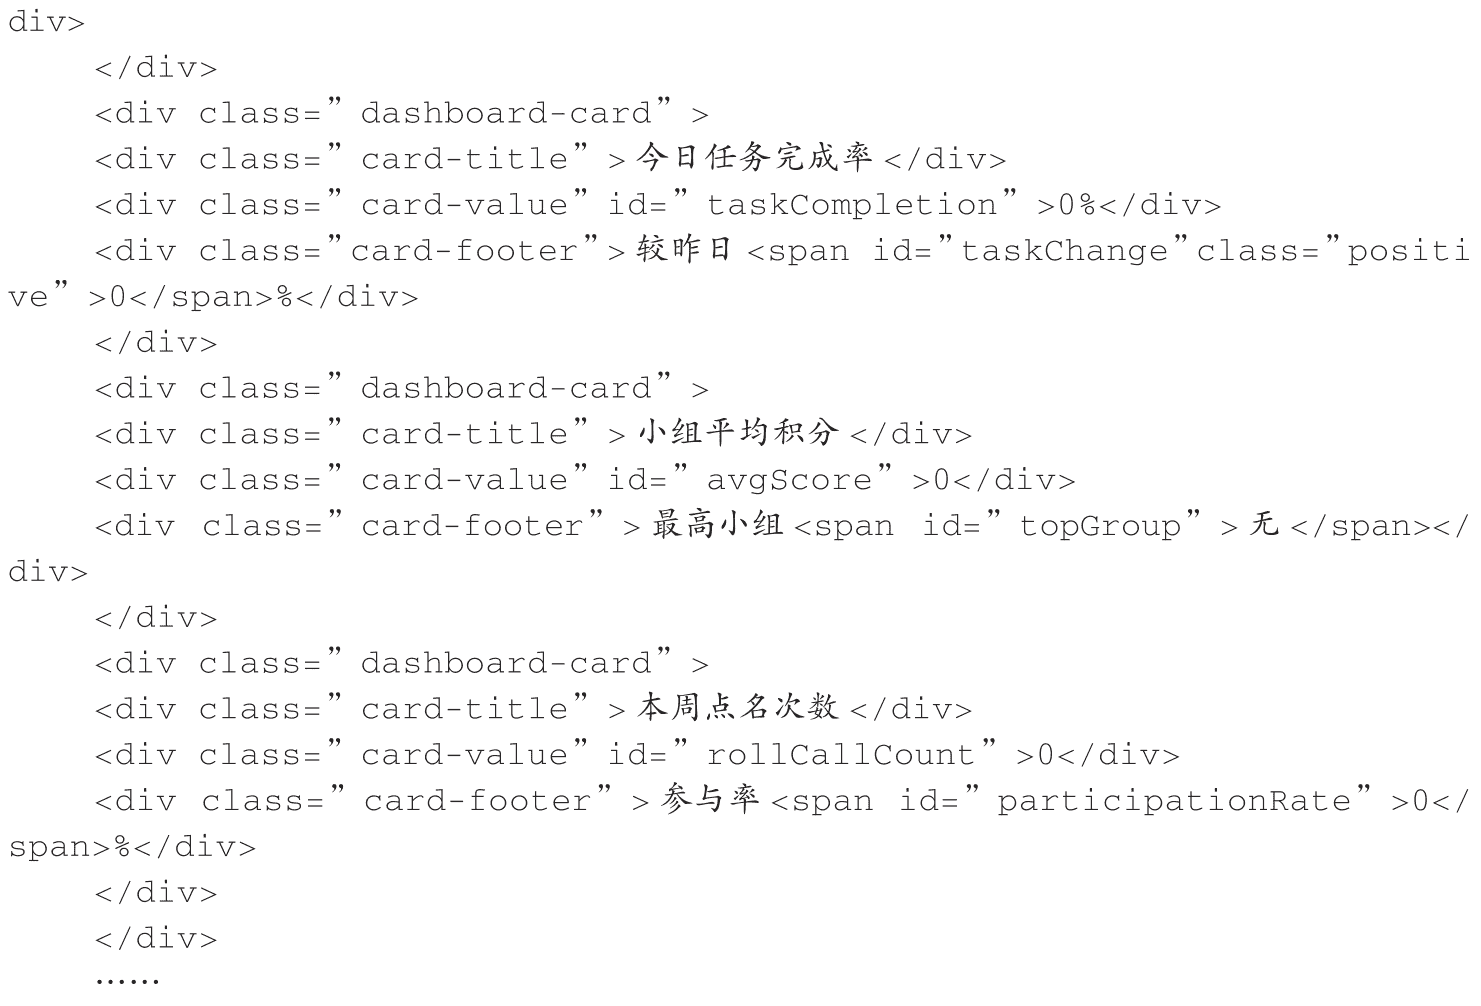 div>
</div>
<div class=”dashboard-card”>
<div class=”card-title”>今日任务完成率</div>
<div class=”card-value”id=”taskCompletion”>0%</div>
<div class="card-footer">较昨日<span id="taskChange"class="positi
ve”>0</span>%</div>
</div>
<div class=”dashboard-card”>
<div class=”card-title”>小组平均积分</div>
<div class=”card-value”id=”avgScore”>0</div>
<div class=”card-footer”>最高小组<span id=”topGroup”>无</span></
div>
</div>
<div class=”dashboard-card”>
<div class=”card-title”>本周点名次数</div>
<div class=”card-value”id=”rollCallCount”>0</div>
<div class=”card-footer”>参与率<span id=”participationRate”>0</
span>%</div>
</div>
</div>
……